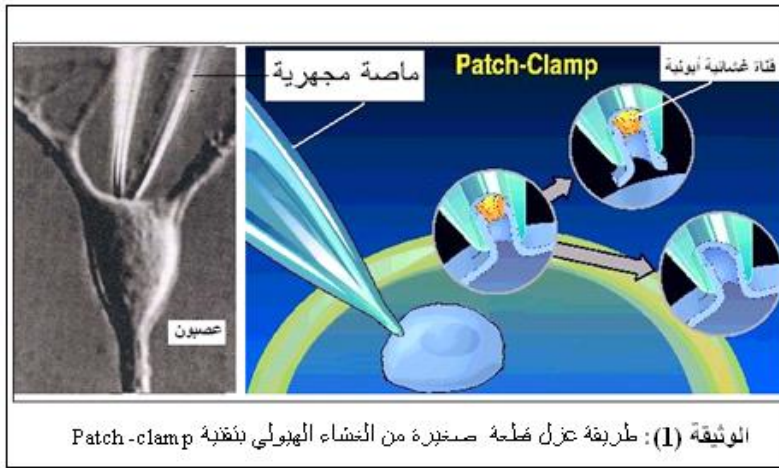 ماصة مجهرية
Patch-Clamp
قناة غشائية أيونية
عصبون
الوثيقة (1): طريقة عزل قطعة صغيرة من الغشاء الهيولي بتقنية Patch-clamp